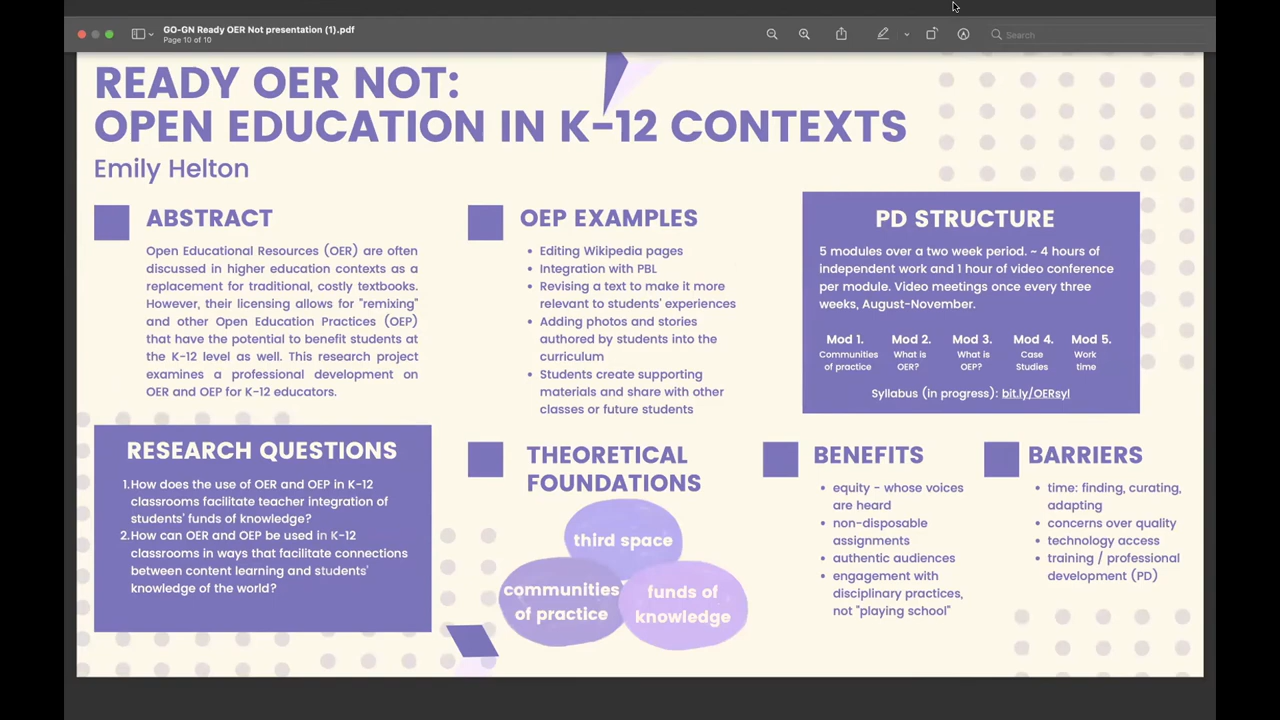 GO-GN Ready OER Not presentation (1).pdf
Page 10 of 10
Search
READY OER NOT:
OPEN EDUCATION IN K-12 CONTEXTS
Emily Helton
ABSTRACT
Open Educational Resources (OER) are often
discussed in higher education contexts as a
replacement for traditional, costly textbooks.
However, their licensing allows for "remixing"
and other Open Education Practices (OEP)
that have the potential to benefit students at
the K-12 level as well. This research project
examines a professional development on
OER and OEP for K-12 educators.
RESEARCH QUESTIONS
1.How does the use of OER and OEP in K-12
classrooms facilitate teacher integration of
students' funds of knowledge?
2.How can OER and OEP be used in K-12
classrooms in ways that facilitate connections
between content learning and students'
knowledge of the world?
OEP EXAMPLES
• Editing Wikipedia pages
• Integration with PBL
• Revising a text to make it more
relevant to students' experiences
• Adding photos and stories
authored by students into the
curriculum
• Students create supporting
materials and share with other
classes or future students
THEORETICAL
FOUNDATIONS
third space
communities
of practice
funds of
knowledge
PD STRUCTURE
5 modules over a two week period. ~ 4 hours of
independent work and 1 hour of video conference
per module. Video meetings once every three
weeks, August-November.
Mod 1. Mod 2. Mod 3. Mod 4. Mod 5.
Communities What is What is Case Work
of practice OER? OEP? Studies time
Syllabus (in progress): bit.ly/OERsyl
BENEFITS
• equity - whose voices
are heard
• non-disposable
assignments
• authentic audiences
• engagement with
disciplinary practices,
not "playing school"
BARRIERS
• time: finding, curating,
adapting
• concerns over quality
• technology access
• training / professional
development (PD)